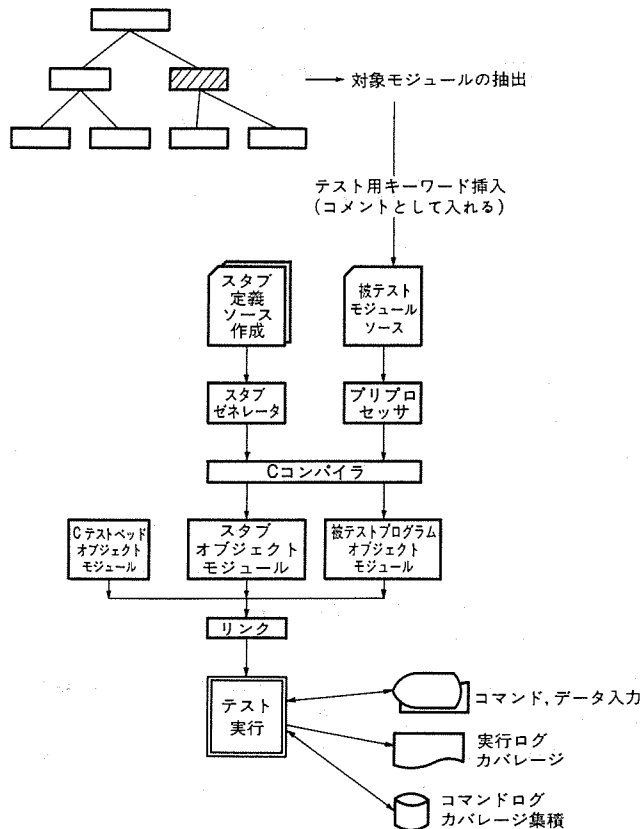 対象モジュールの抽出
テスト用キーワード挿入
(コメントとして入れる)
スタブ
定義
ソース
作成
被テスト
モジュール
ソース
スタブ
ゼネレータ
プリプロ
セッサ
Cコンパイラ
Cテストベッド
オブジェクト
モジュール
スタブ
オブジェクト
モジュール
被テストプログラム
オブジェクト
モジュール
リンク
テスト
実行
コマンド,データ入力
実行ログ
カバレージ
コマンドログ
カバレージ集積